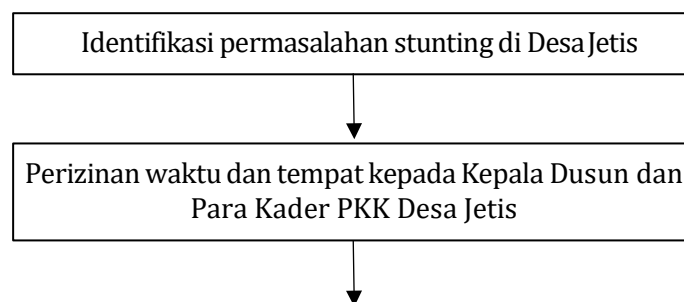 Identifikasi permasalahan stunting di Desa Jetis
Perizinan waktu dan tempat kepada Kepala Dusun dan
Para Kader PKK Desa Jetis